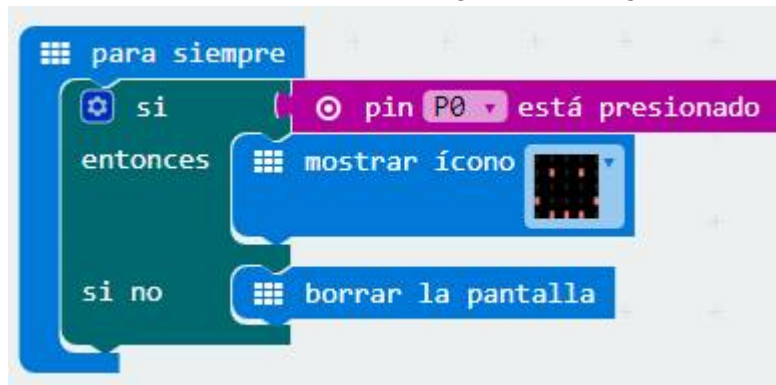 para siempre
si pin P0 está presionado
entonces mostrar ícono
si no borrar la pantalla